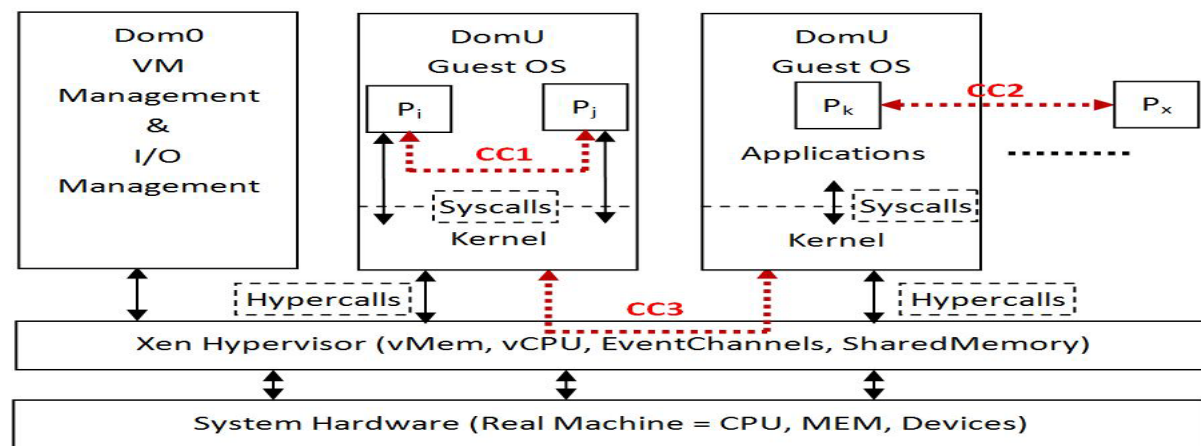 Dom0
VM
Management
&
I/O
Management
DomU
Guest OS
Pi
Pj
CC1
Syscalls
Kernel
DomU
Guest OS
Pk
CC2
Px
Applications
Syscalls
Kernel
Hypercalls
CC3
Hypercalls
Xen Hypervisor (vMem, vCPU, EventChannels, SharedMemory)
System Hardware (Real Machine = CPU, MEM, Devices)